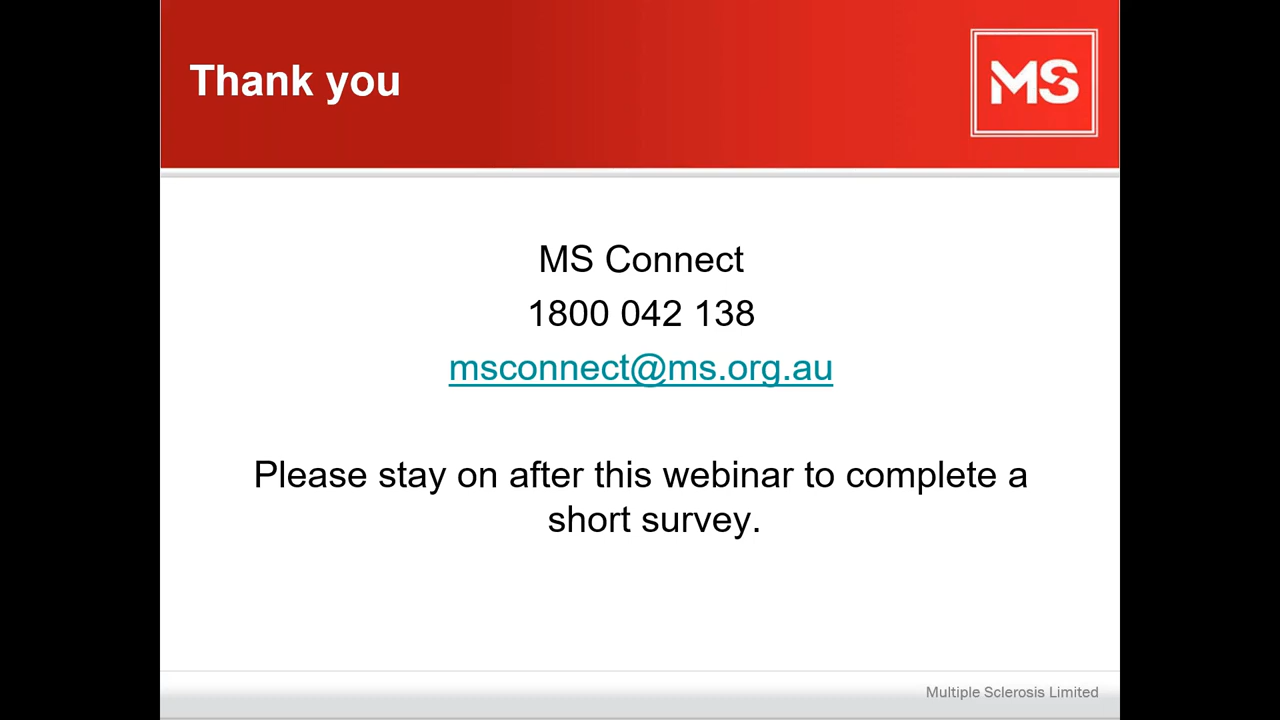 Thank you
MS
MS Connect
1800 042 138
msconnect@ms.org.au
Please stay on after this webinar to complete a
short survey.
Multiple Sclerosis Limited